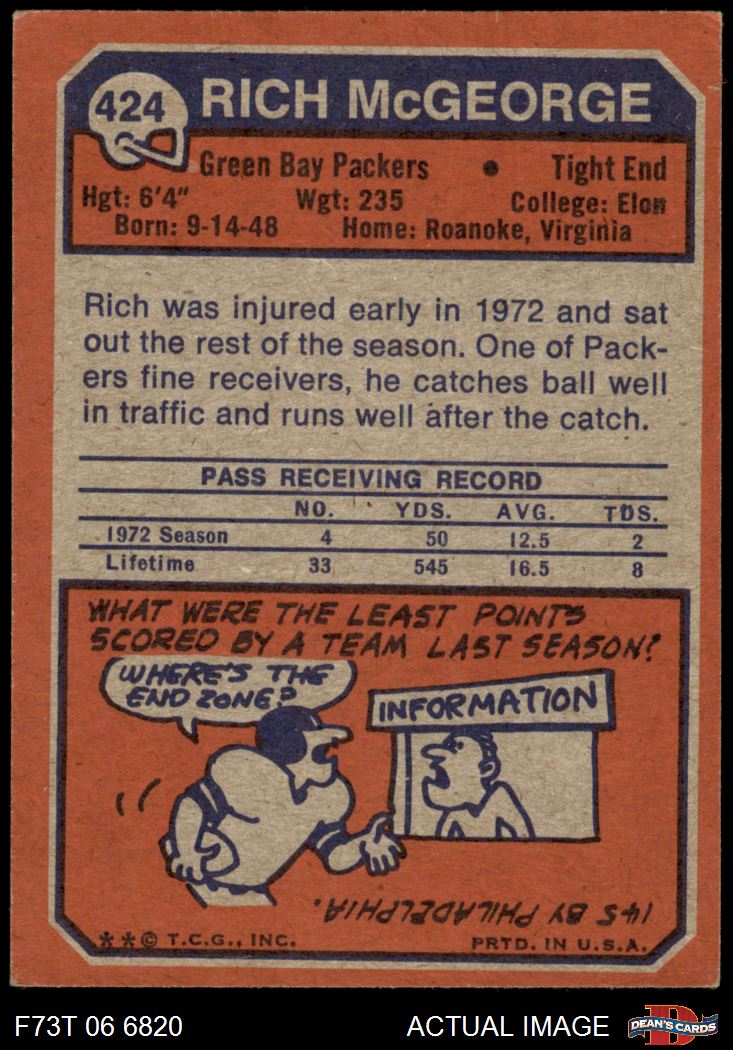 424
RICH McGEORGE
Green Bay Packers • Tight End
Hgt: 6'4" Wgt: 235 College: Elon
Born: 9-14-48 Home: Roanoke, Virginia
Rich was injured early in 1972 and sat
out the rest of the season. One of Pack-
ers fine receivers, he catches ball well
in traffic and runs well after the catch.
PASS RECEIVING RECORD
NO. YDS. AVG. TDS.
1972 Season 4 50 12.5 2
Lifetime 33 545 16.5 8
WHAT WERE THE LEAST POINTS
SCORED BY A TEAM LAST SEASON?
WHERE'S THE
END ZONE?
INFORMATION
145 BY PHILADELPHIA.
**© T.C.G., INC. PRTD. IN U.S.A.
F73T 06 6820 ACTUAL IMAGE
D
DEAN'S CARDS